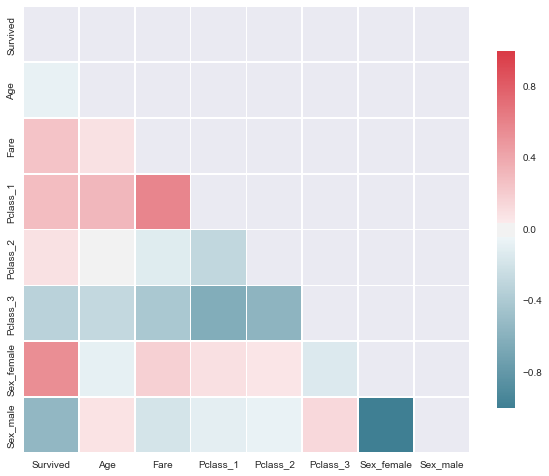 Survived
Age
Fare
Pclass_1
Pclass_2
Pclass_3
Sex_female
Sex_male
Survived Age Fare Pclass_1 Pclass_2 Pclass_3 Sex_female Sex_male
0.8
0.4
0.0
−0.4
−0.8